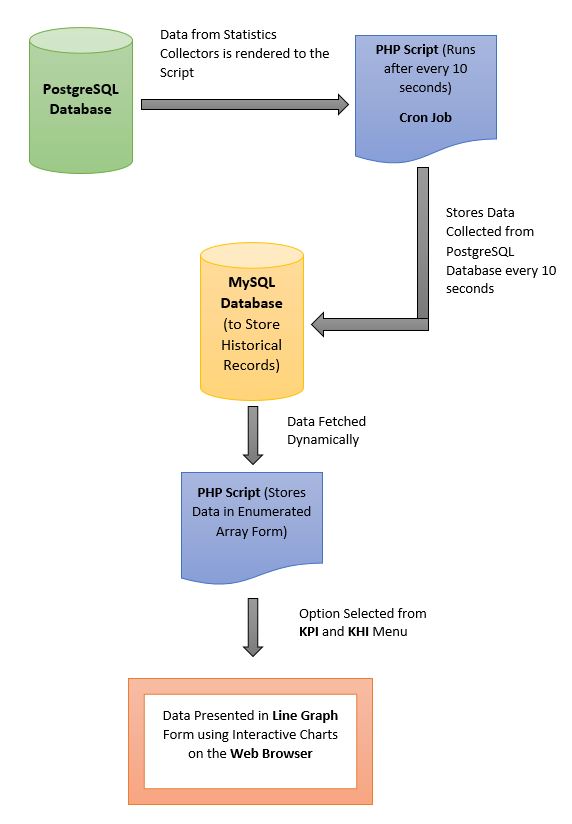 PostgreSQL
Database
Data from Statistics
Collectors is rendered to the
Script
PHP Script (Runs
after every 10
seconds)
Cron Job
Stores Data
Collected from
PostgreSQL
Database every 10
seconds
MySQL
Database
(to Store
Historical
Records)
Data Fetched
Dynamically
PHP Script (Stores
Data in Enumerated
Array Form)
Option Selected from
KPI and KHI Menu
Data Presented in Line Graph
Form using Interactive Charts
on the Web Browser